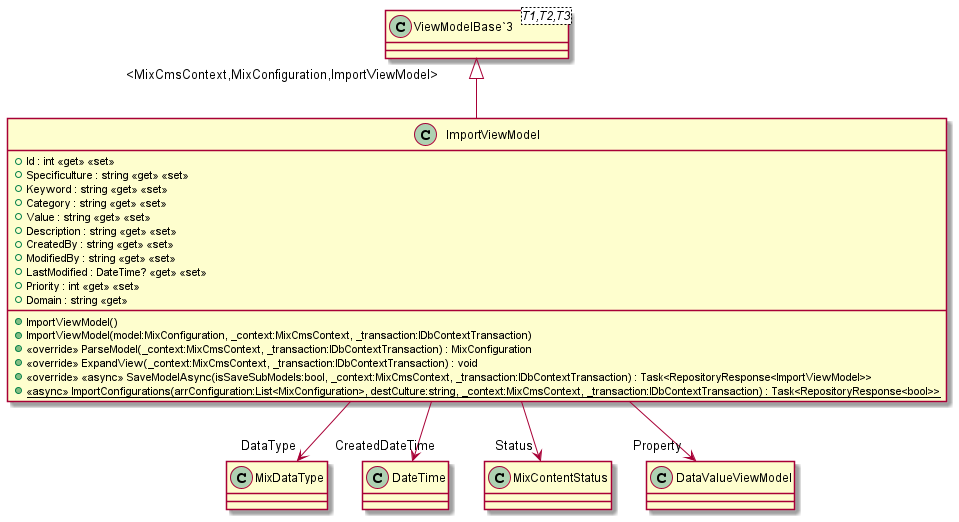 T1,T2,T3
C ViewModelBase`3
<MixCmsContext,MixConfiguration,ImportViewModel>
C ImportViewModel
Id : int «get» «set»
Specificulture : string «get» «set»
Keyword : string «get» «set»
Category : string «get» «set»
Value : string «get» «set»
Description : string «get» «set»
CreatedBy : string «get» «set»
ModifiedBy : string «get» «set»
LastModified : DateTime? «get» «set»
Priority : int «get» «set»
Domain : string «get»
ImportViewModel()
ImportViewModel(model:MixConfiguration, _context:MixCmsContext, _transaction:IDbContextTransaction)
«override» ParseModel(_context:MixCmsContext, _transaction:IDbContextTransaction) : MixConfiguration
«override» ExpandView(_context:MixCmsContext, _transaction:IDbContextTransaction) : void
«override» «async» SaveModelAsync(isSaveSubModels:bool, _context:MixCmsContext, _transaction:IDbContextTransaction) : Task<RepositoryResponse<ImportViewModel>>
«async» ImportConfigurations(arrConfiguration:List<MixConfiguration>, destCulture:string, _context:MixCmsContext, _transaction:IDbContextTransaction) : Task<RepositoryResponse<bool>>
DataType CreatedDateTime Status Property
C MixDataType C DateTime C MixContentStatus C DataValueViewModel